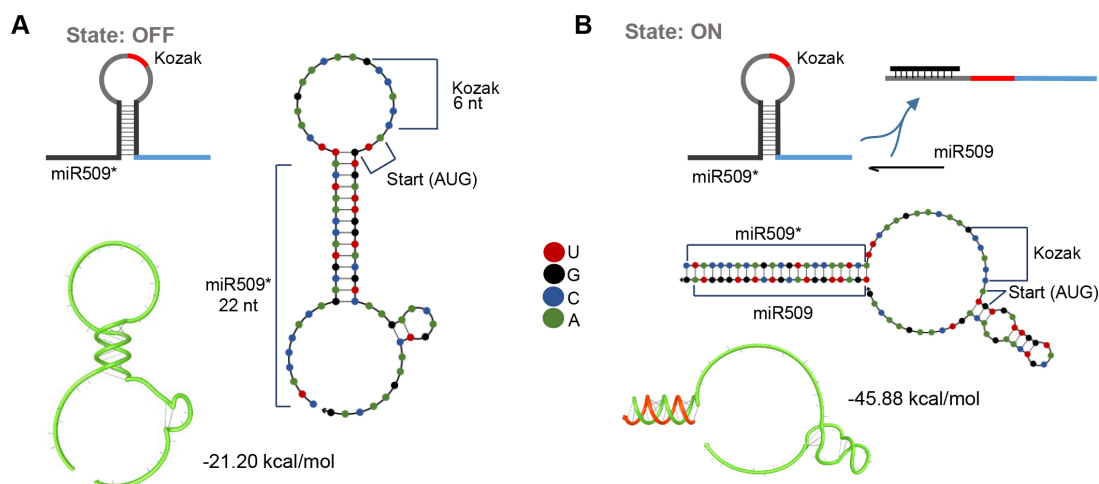 A
State: OFF
Kozak
miR509*
Kozak
6 nt
Start (AUG)
miR509*
22 nt
-21.20 kcal/mol
U
G
C
A
B
State: ON
Kozak
miR509*
miR509
miR509*
miR509
Kozak
Start (AUG)
-45.88 kcal/mol